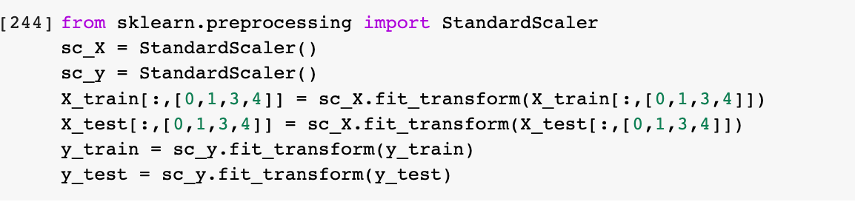 [244] from sklearn.preprocessing import StandardScaler
sc_X = StandardScaler()
sc_y = StandardScaler()
X_train[:,[0,1,3,4]] = sc_X.fit_transform(X_train[:,[0,1,3,4]])
X_test[:,[0,1,3,4]] = sc_X.fit_transform(X_test[:,[0,1,3,4]])
y_train = sc_y.fit_transform(y_train)
y_test = sc_y.fit_transform(y_test)